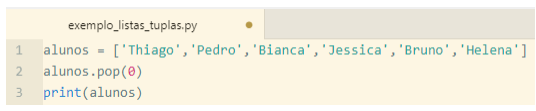 exemplo_listas_tuplas.py
1 alunos = ['Thiago','Pedro','Bianca','Jessica','Bruno','Helena']
2 alunos.pop(0)
3 print(alunos)